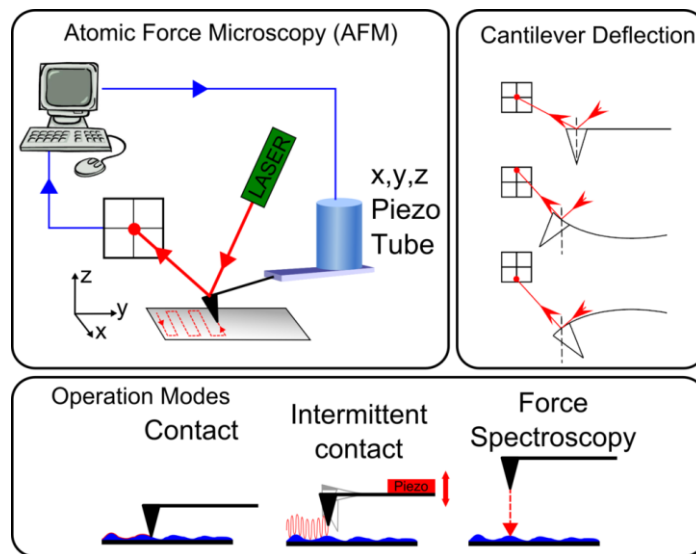 Atomic Force Microscopy (AFM)
LASER
x,y,z
Piezo
Tube
z
y
x
Cantilever Deflection
Operation Modes
Contact
Intermittent
contact
Piezo
Force
Spectroscopy